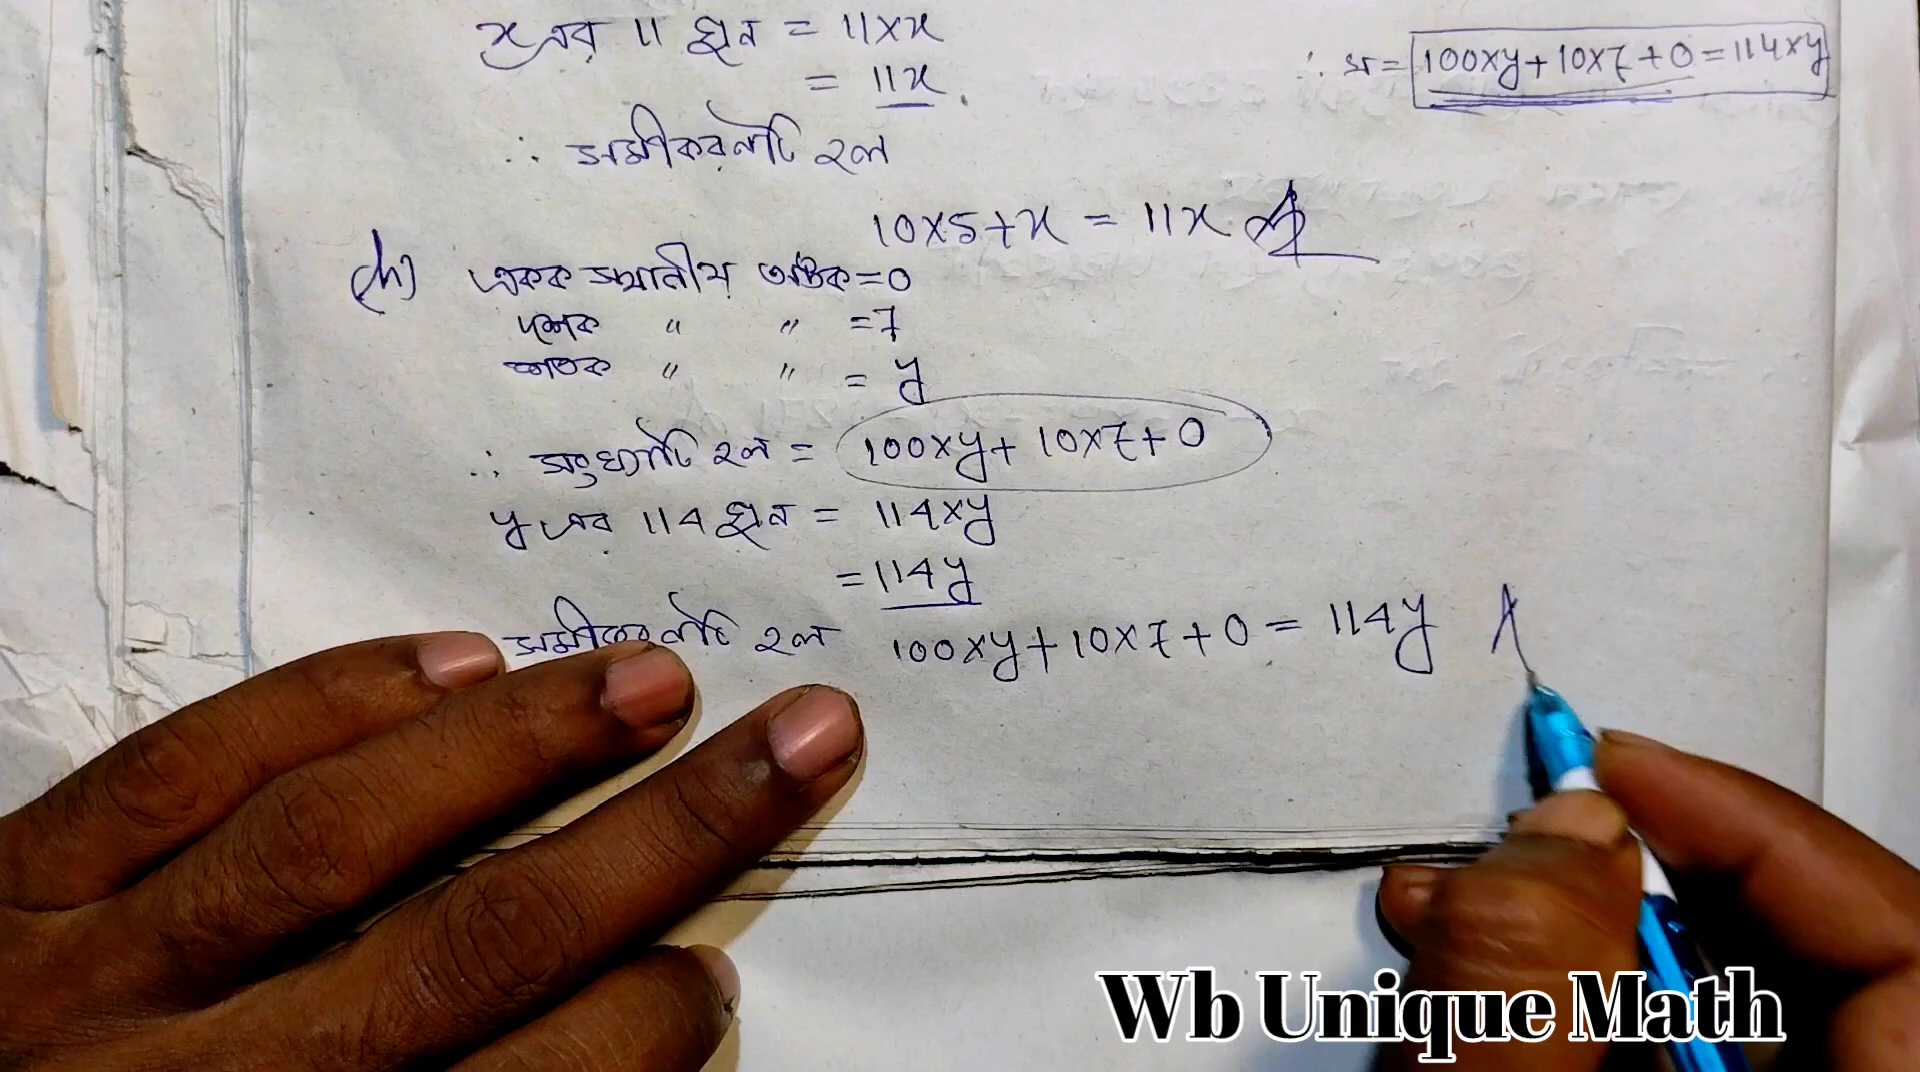 x এর 11 গুন = 11×x
= 11x
∴ সমীকরনটি হল
10×5+x = 11x
∴ স= 100×y+10×7+0=114×y
(h) একক স্থানীয় অঙ্ক=0
দশক " " =7
শতক " " = y
∴ সংখ্যাটি হল = 100×y+ 10×7+ 0
y এর 114 গুন = 114×y
=114y
সমীকরনটি হল 100×y+10×7+0= 114y
Wb Unique Math